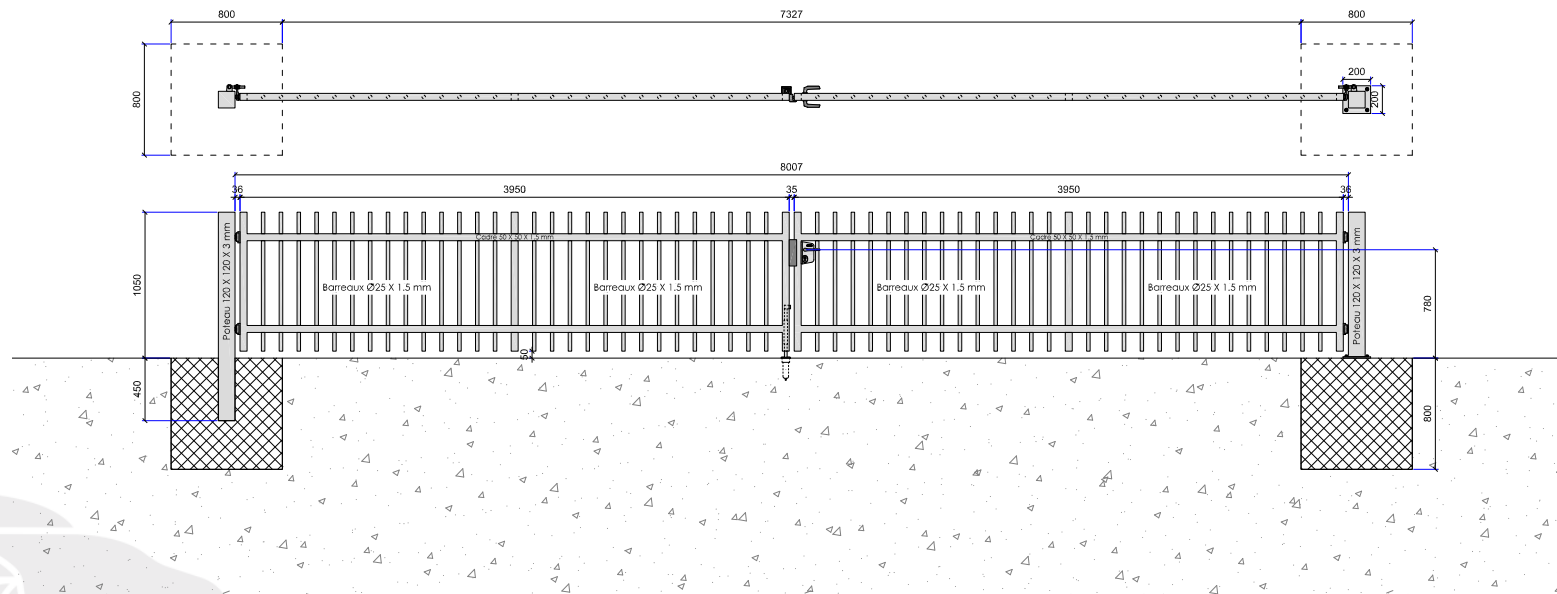 800
7327
800
800
200
200
8007
36
3950
35
3950
36
Poteau 120 X 120 X 3 mm
Cadre 50 X 50 X 1.5 mm
Cadre 50 X 50 X 1.5 mm
Poteau 120 X 120 X 3 mm
1050
Barreaux Ø25 X 1.5 mm
Barreaux Ø25 X 1.5 mm
Barreaux Ø25 X 1.5 mm
Barreaux Ø25 X 1.5 mm
780
50
450
800